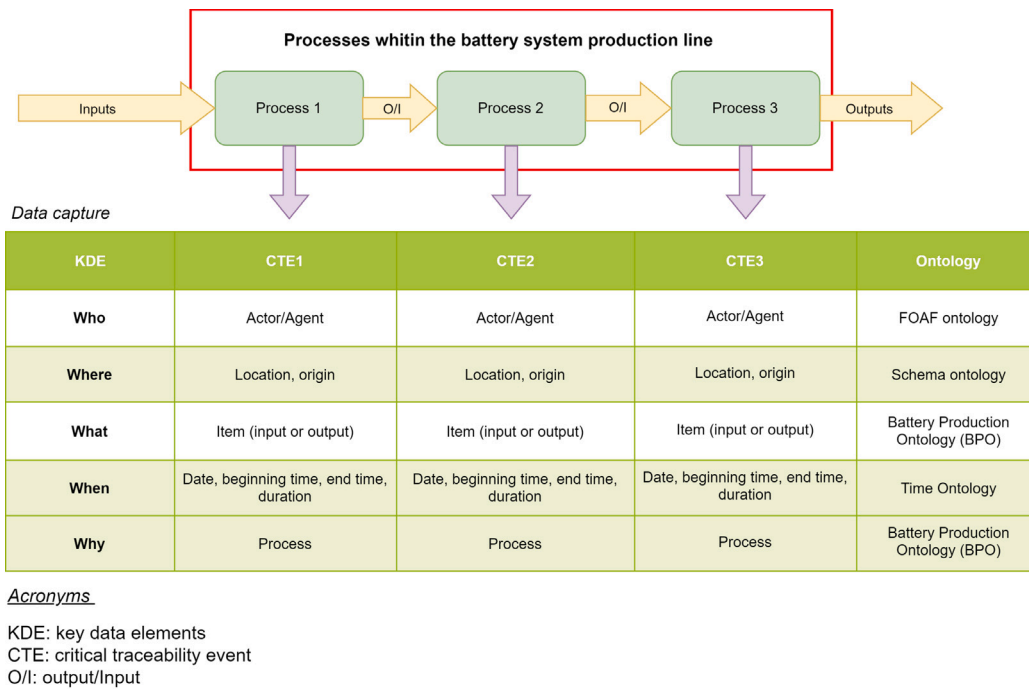 Processes whitin the battery system production line
Inputs
Process 1
O/I
Process 2
O/I
Process 3
Outputs
Data capture
KDE
CTE1
CTE2
CTE3
Ontology
Who
Actor/Agent
Actor/Agent
Actor/Agent
FOAF ontology
Where
Location, origin
Location, origin
Location, origin
Schema ontology
What
Item (input or output)
Item (input or output)
Item (input or output)
Battery Production
Ontology (BPO)
When
Date, beginning time, end time,
duration
Date, beginning time, end time,
duration
Date, beginning time, end time,
duration
Time Ontology
Why
Process
Process
Process
Battery Production
Ontology (BPO)
Acronyms
KDE: key data elements
CTE: critical traceability event
O/I: output/Input